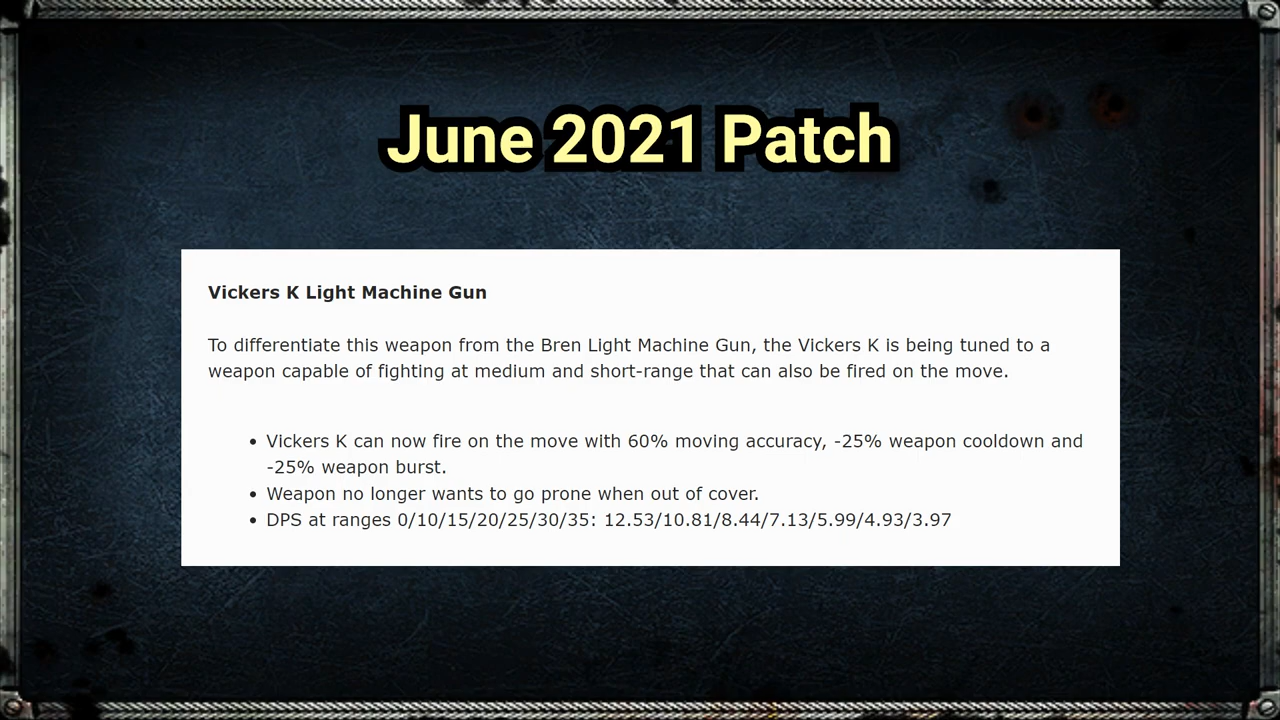 June 2021 Patch
Vickers K Light Machine Gun
To differentiate this weapon from the Bren Light Machine Gun, the Vickers K is being tuned to a
weapon capable of fighting at medium and short-range that can also be fired on the move.
• Vickers K can now fire on the move with 60% moving accuracy, -25% weapon cooldown and
-25% weapon burst.
• Weapon no longer wants to go prone when out of cover.
• DPS at ranges 0/10/15/20/25/30/35: 12.53/10.81/8.44/7.13/5.99/4.93/3.97